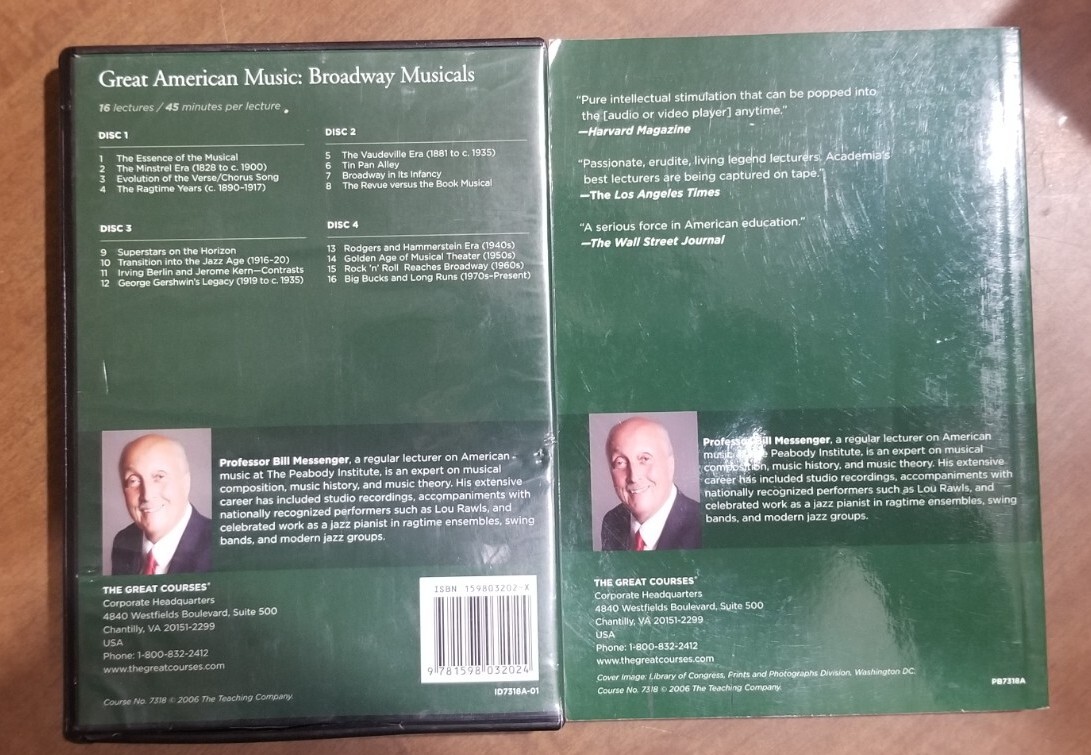 Great American Music: Broadway Musicals
16 lectures / 45 minutes per lecture
DISC 1
1 The Essence of the Musical
2 The Minstrel Era (1828 to c. 1900)
3 Evolution of the Verse/Chorus Song
4 The Ragtime Years (c. 1890–1917)
DISC 2
5 The Vaudeville Era (1881 to c. 1935)
6 Tin Pan Alley
7 Broadway in Its Infancy
8 The Revue versus the Book Musical
DISC 3
9 Superstars on the Horizon
10 Transition into the Jazz Age (1916–20)
11 Irving Berlin and Jerome Kern—Contrasts
12 George Gershwin's Legacy (1919 to c. 1935)
DISC 4
13 Rodgers and Hammerstein Era (1940s)
14 Golden Age of Musical Theater (1950s)
15 Rock 'n' Roll Reaches Broadway (1960s)
16 Big Bucks and Long Runs (1970s–Present)
Professor Bill Messenger, a regular lecturer on American
music at The Peabody Institute, is an expert on musical
composition, music history, and music theory. His extensive
career has included studio recordings, accompaniments with
nationally recognized performers such as Lou Rawls, and
celebrated work as a jazz pianist in ragtime ensembles, swing
bands, and modern jazz groups.
THE GREAT COURSES®
Corporate Headquarters
4840 Westfields Boulevard, Suite 500
Chantilly, VA 20151-2299
USA
Phone: 1-800-832-2412
www.thegreatcourses.com
Course No. 7318 © 2006 The Teaching Company.
ISBN 159803202-X
9 781598 032024
ID7318A-01
"Pure intellectual stimulation that can be popped into
the [audio or video player] anytime."
—Harvard Magazine
"Passionate, erudite, living legend lecturers. Academia's
best lecturers are being captured on tape."
—The Los Angeles Times
"A serious force in American education."
—The Wall Street Journal
Professor Bill Messenger, a regular lecturer on American
music at The Peabody Institute, is an expert on musical
composition, music history, and music theory. His extensive
career has included studio recordings, accompaniments with
nationally recognized performers such as Lou Rawls, and
celebrated work as a jazz pianist in ragtime ensembles, swing
bands, and modern jazz groups.
THE GREAT COURSES®
Corporate Headquarters
4840 Westfields Boulevard, Suite 500
Chantilly, VA 20151-2299
USA
Phone: 1-800-832-2412
www.thegreatcourses.com
Cover Image: Library of Congress, Prints and Photographs Division, Washington DC.
Course No. 7318 © 2006 The Teaching Company.
PB7318A